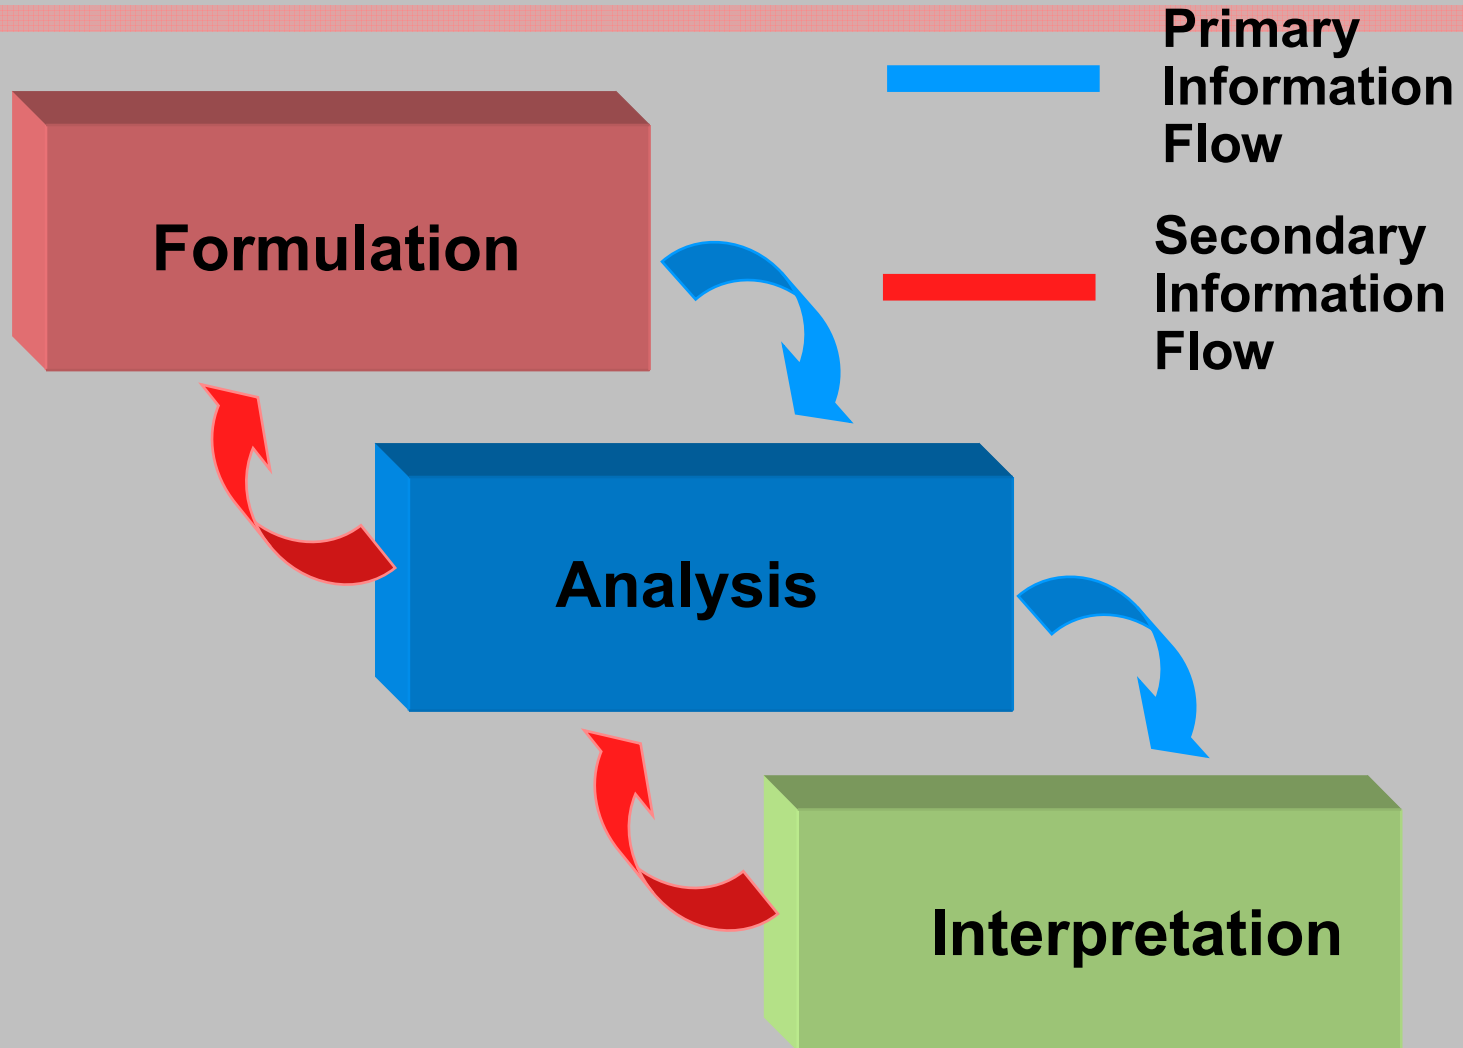 Primary
Information
Flow
Secondary
Information
Flow
Formulation
Analysis
Interpretation